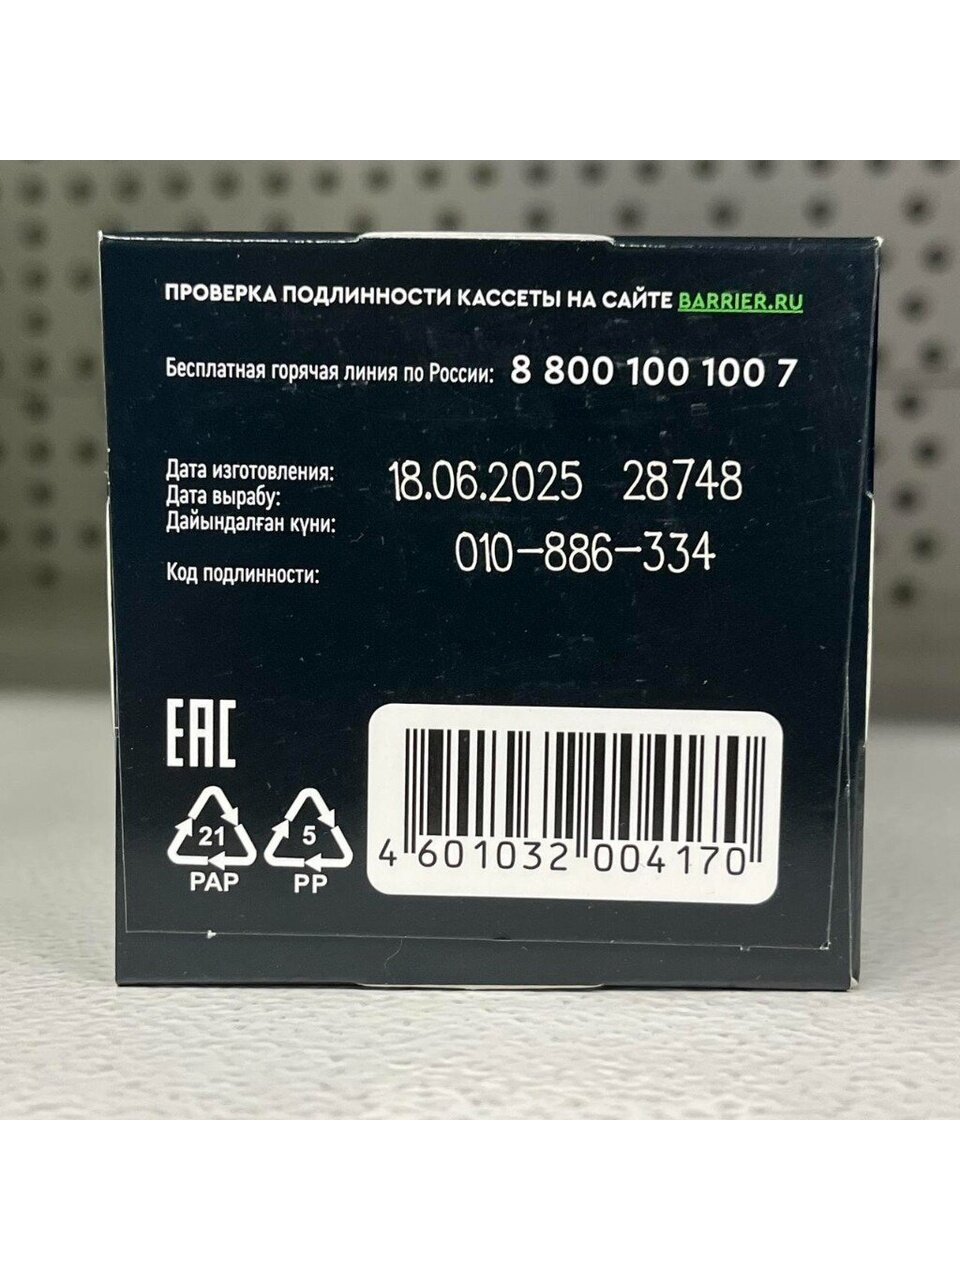 ПРОВЕРКА ПОДЛИННОСТИ КАССЕТЫ НА САЙТЕ BARRIER.RU
Бесплатная горячая линия по России: 8 800 100 100 7
Дата изготовления: 18.06.2025 28748
Дата вырабу:
Дайындалған күни:
010-886-334
Код подлинности:
EAC
21
PAP
5
PP
4 601032 004170